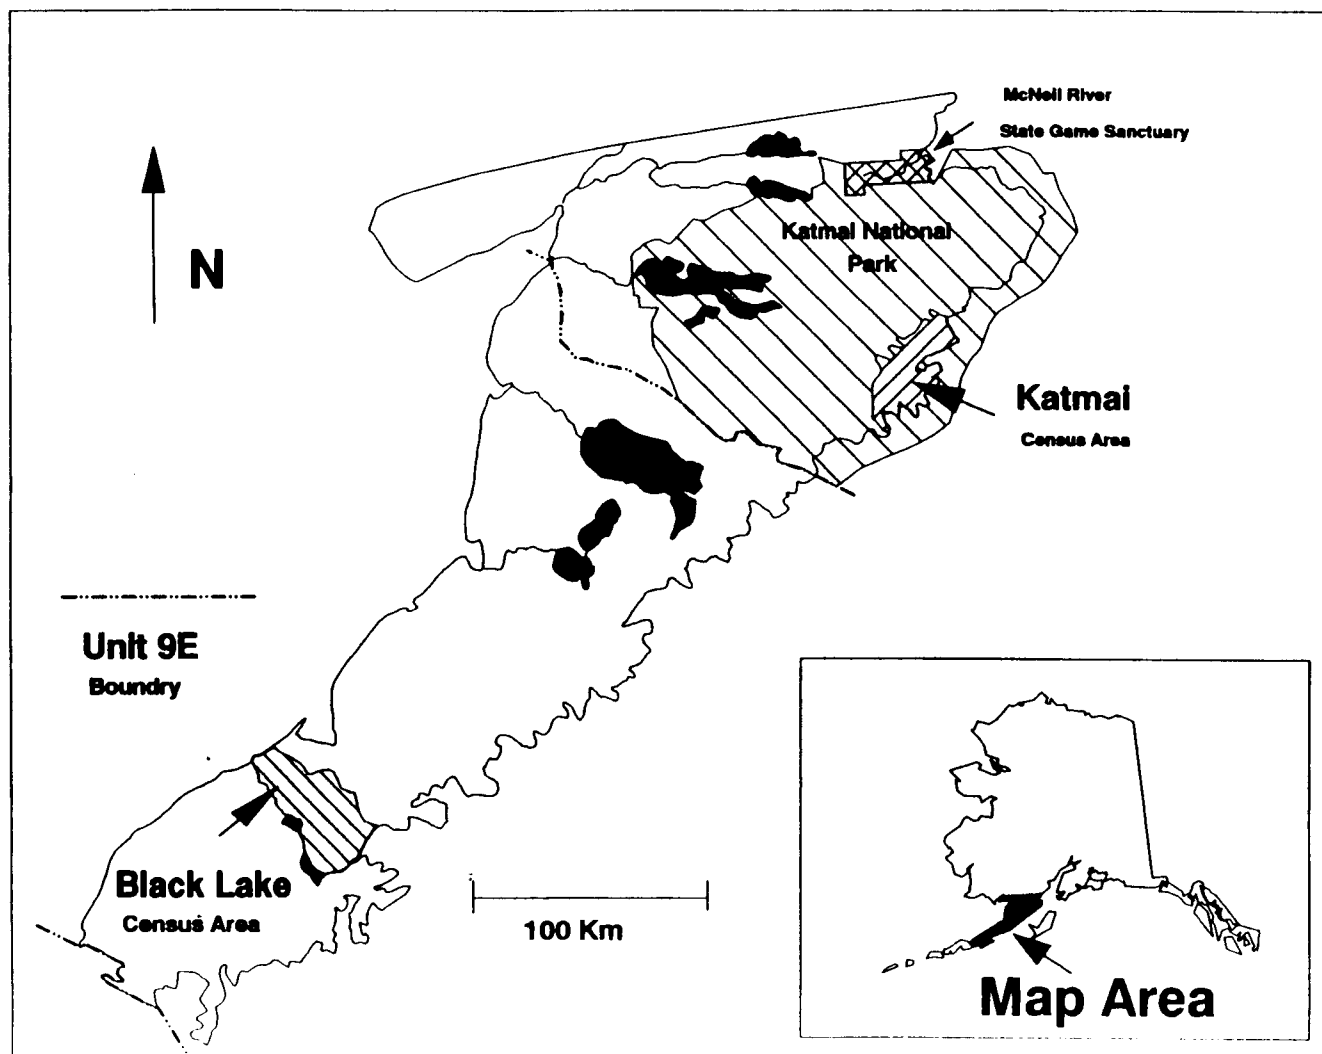 McNeil River
State Game Sanctuary
N
Katmai National
Park
Katmai
Census Area
Unit 9E
Boundry
Black Lake
Census Area
100 Km
Map Area